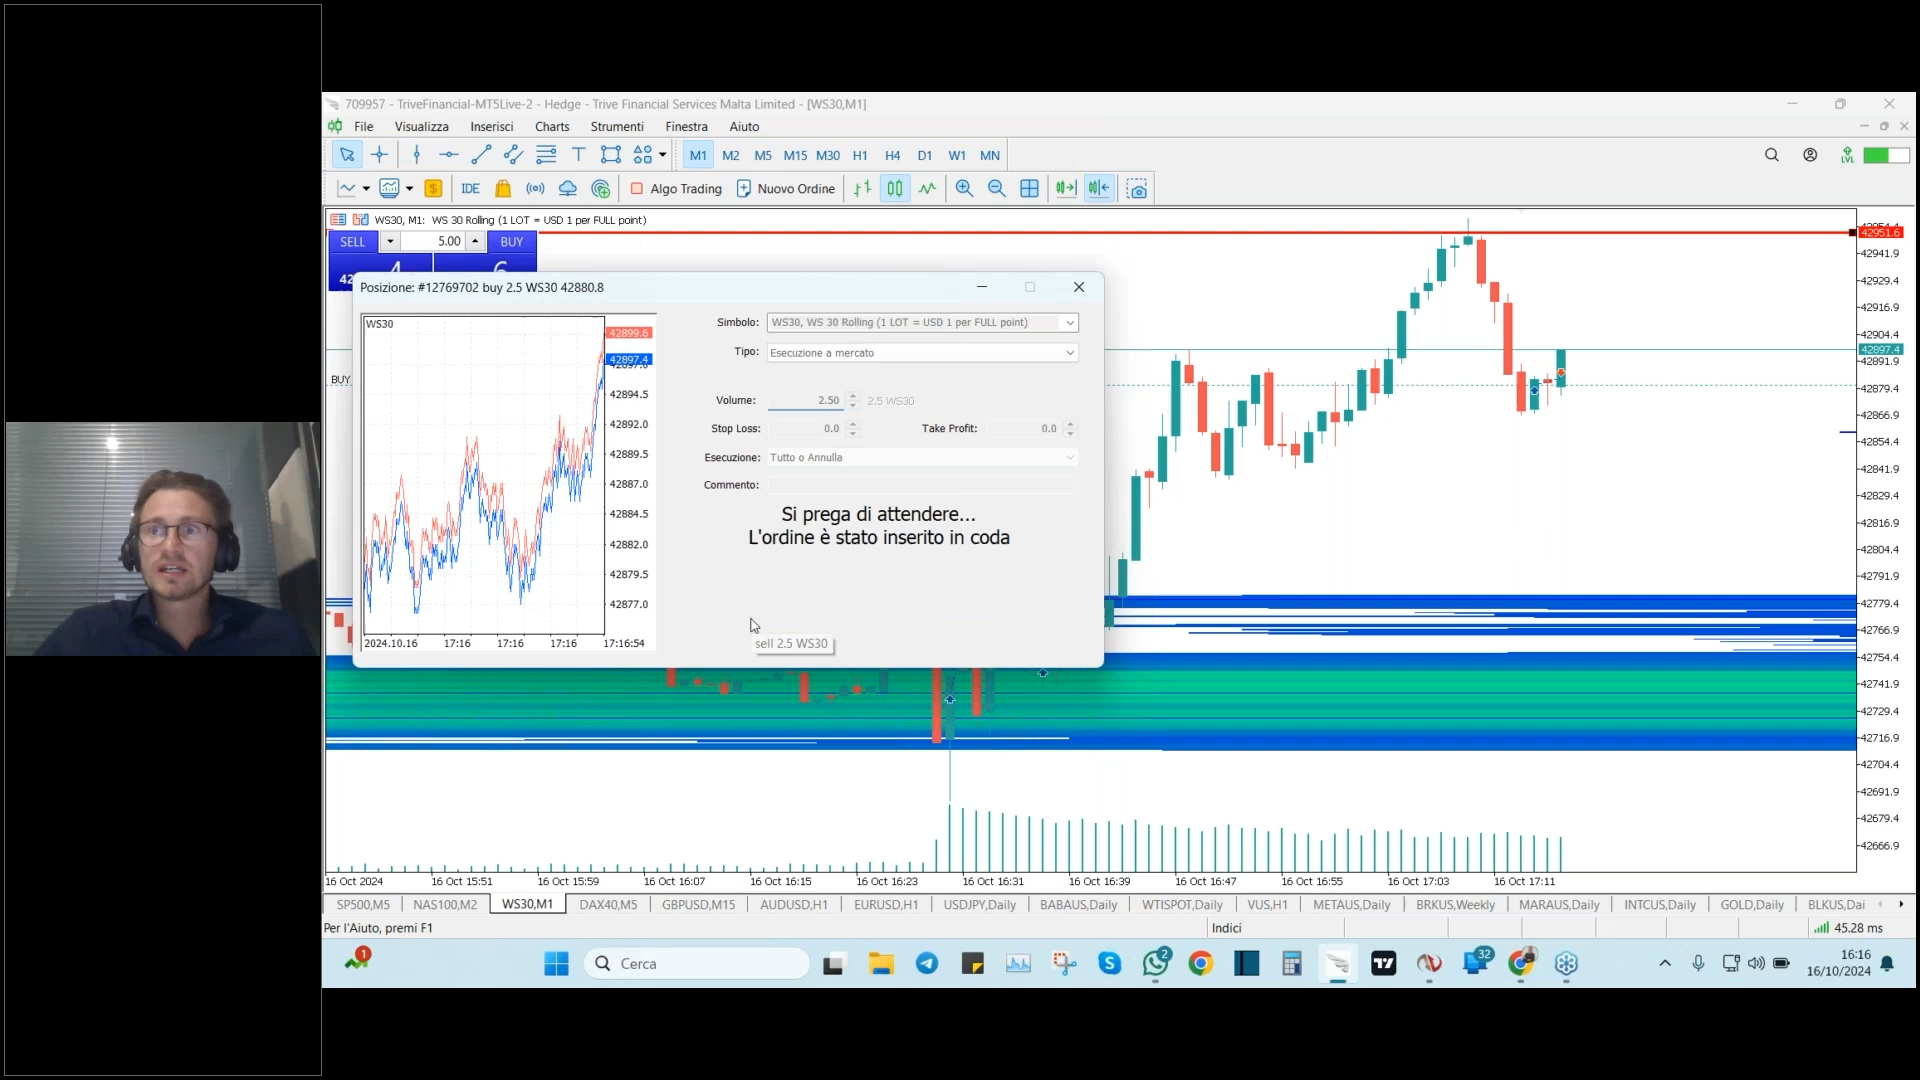 709957 - TriveFinancial-MT5Live-2 - Hedge - Trive Financial Services Malta Limited - [WS30,M1]
File Visualizza Inserisci Charts Strumenti Finestra Aiuto
M1 M2 M5 M15 M30 H1 H4 D1 W1 MN
LVL
IDE Algo Trading Nuovo Ordine
WS30, M1: WS 30 Rolling (1 LOT = USD 1 per FULL point)
SELL 5.00 BUY
42
BUY
Posizione: #12769702 buy 2.5 WS30 42880.8
WS30
42899.6
42897.4
42894.5
42892.0
42889.5
42887.0
42884.5
42882.0
42879.5
42877.0
2024.10.16 17:16 17:16 17:16 17:16:54
Simbolo: WS30, WS 30 Rolling (1 LOT = USD 1 per FULL point)
Tipo: Esecuzione a mercato
Volume: 2.50 2.5 WS30
Stop Loss: 0.0 Take Profit: 0.0
Esecuzione: Tutto o Annulla
Commento:
Si prega di attendere...
L'ordine è stato inserito in coda
sell 2.5 WS30
42951.6
42941.9
42929.4
42916.9
42904.4
42897.4
42891.9
42879.4
42866.9
42854.4
42841.9
42829.4
42816.9
42804.4
42791.9
42779.4
42766.9
42754.4
42741.9
42729.4
42716.9
42704.4
42691.9
42679.4
42666.9
16 Oct 2024 16 Oct 15:51 16 Oct 15:59 16 Oct 16:07 16 Oct 16:15 16 Oct 16:23 16 Oct 16:31 16 Oct 16:39 16 Oct 16:47 16 Oct 16:55 16 Oct 17:03 16 Oct 17:11
SP500,M5 NAS100,M2 WS30,M1 DAX40,M5 GBPUSD,M15 AUDUSD,H1 EURUSD,H1 USDJPY,Daily BABAUS,Daily WTISPOT,Daily VUS,H1 METAUS,Daily BRKUS,Weekly MARAUS,Daily INTCUS,Daily GOLD,Daily BLKUS,Dai
Per l'Aiuto, premi F1 Indici 45.28 ms
1 Cerca 2 32 16:16
16/10/2024